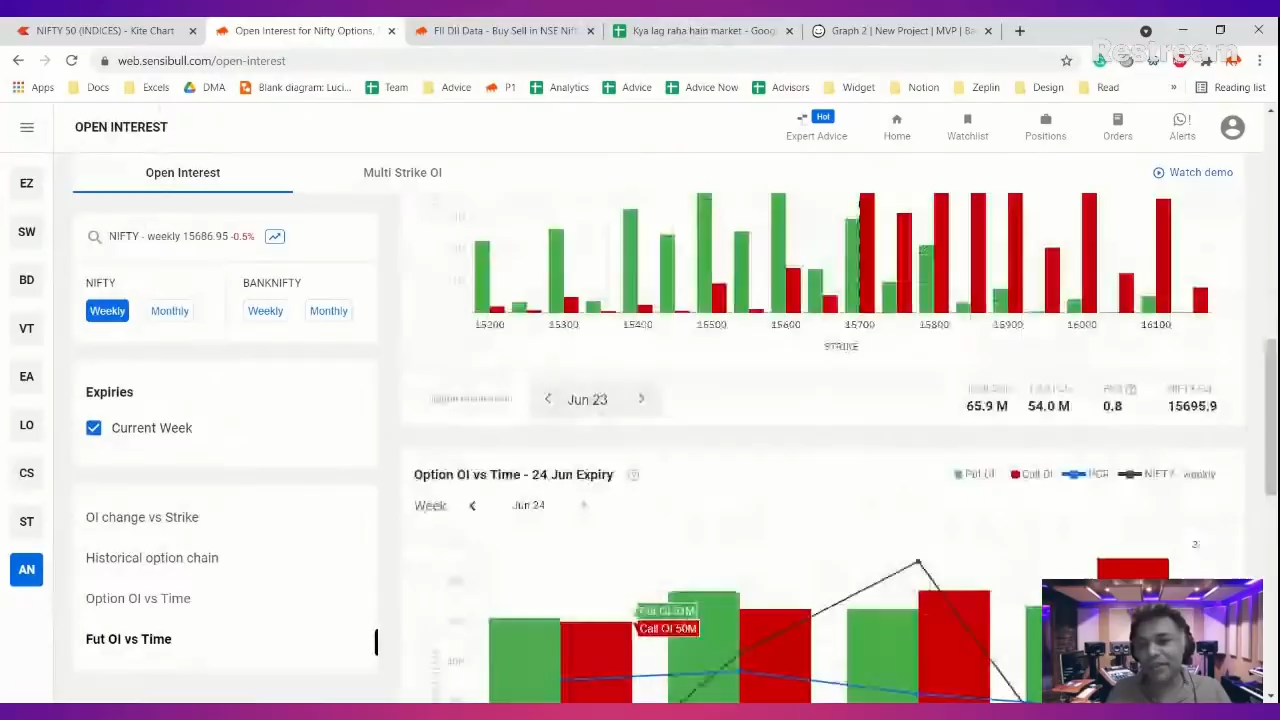 NIFTY 50 (INDICES) - Kite Chart
Open Interest for Nifty Options,
FII DII Data - Buy Sell in NSE Nift
Kya lag raha hain market - Goog
Graph 2 | New Project | MVP | Ba
Restream
web.sensibull.com/open-interest
Apps Docs Excels DMA Blank diagram: Luci... Team Advice P1 Analytics Advice Advice Now Advisors Widget Notion Zeplin Design Read » Reading list
OPEN INTEREST
Hot
Expert Advice Home Watchlist Positions Orders Alerts
Open Interest Multi Strike OI Watch demo
EZ
SW
BD
VT
EA
LO
CS
ST
AN
NIFTY - weekly 15686.95 -0.5%
NIFTY BANKNIFTY
Weekly Monthly Weekly Monthly
Expiries
Current Week
OI change vs Strike
Historical option chain
Option OI vs Time
Fut OI vs Time
15200 15300 15400 15500 15600 15700 15800 15900 16000 16100
STRIKE
Jun 23
65.9 M 54.0 M 0.8 15695.9
Option OI vs Time - 24 Jun Expiry
Put OI Call OI PCR NIFTY - weekly
Week Jun 24
Call OI 50M